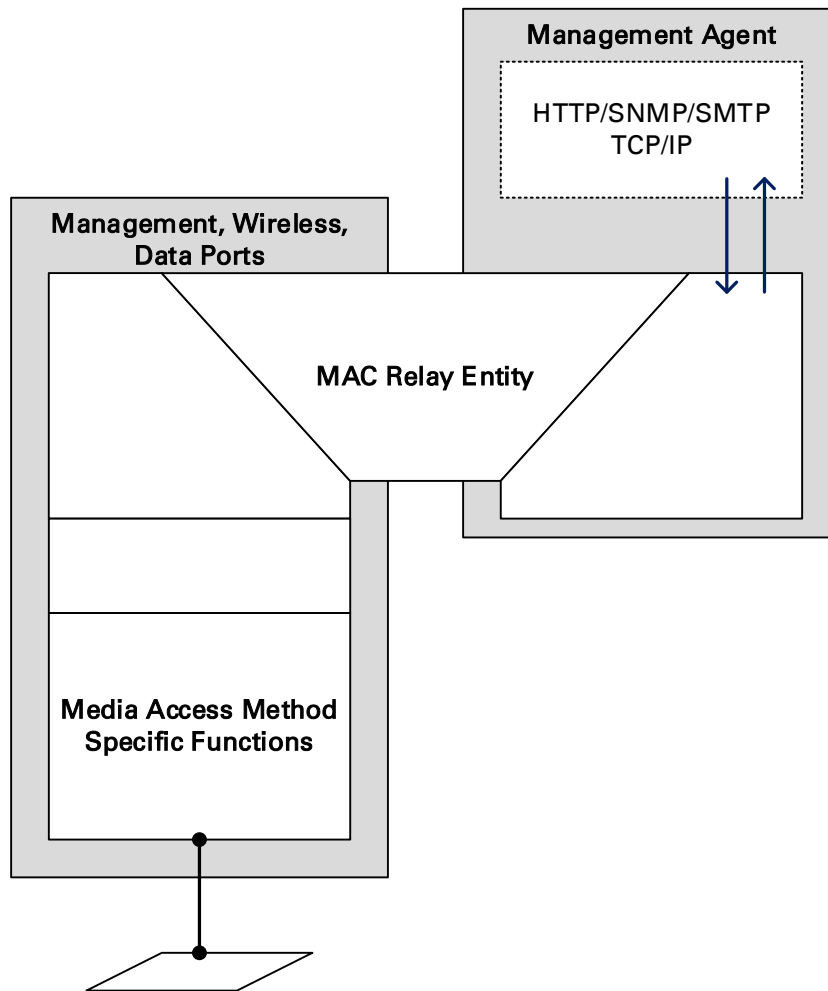 Management Agent
HTTP/SNMP/SMTP
TCP/IP
Management, Wireless,
Data Ports
MAC Relay Entity
Media Access Method
Specific Functions